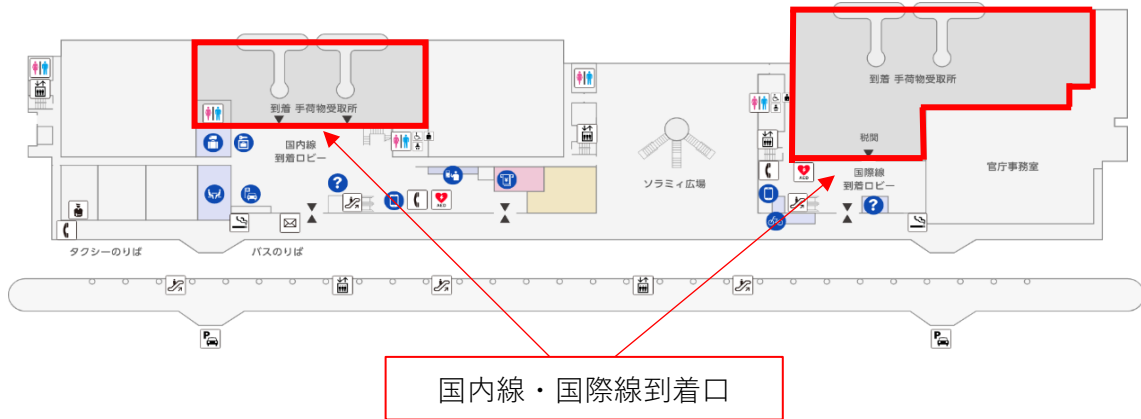 到着 手荷物受取所
到着 手荷物受取所
税関
国内線
到着ロビー
ソラミィ広場
国際線
到着ロビー
官庁事務室
?
?
AED
AED
タクシーのりば
バスのりば
P
P
国内線・国際線到着口